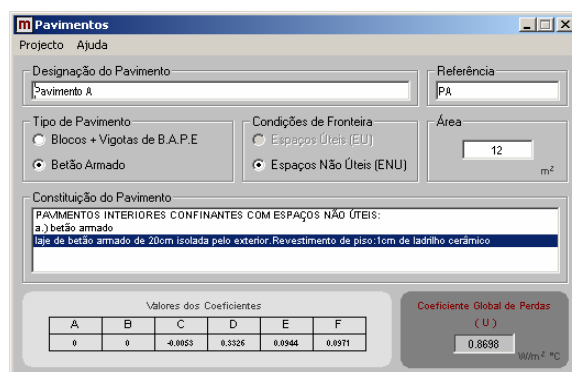 m Pavimentos
Projecto Ajuda
Designação do Pavimento
Pavimento A
Referência
PA
Tipo de Pavimento
Blocos + Vigotas de B.A.P.E
Betão Armado
Condições de Fronteira
Espaços Úteis (EU)
Espaços Não Úteis (ENU)
Área
12
m²
Constituição do Pavimento
PAVIMENTOS INTERIORES CONFINANTES COM ESPAÇOS NÃO ÚTEIS:
a.) betão armado
laje de betão armado de 20cm isolada pelo exterior.Revestimento de piso:1cm de ladrilho cerâmico
Valores dos Coeficientes
A B C D E F
0 0 -0.0053 0.3326 0.0944 0.0971
Coeficiente Global de Perdas
( U )
0.8698
W/m² ºC